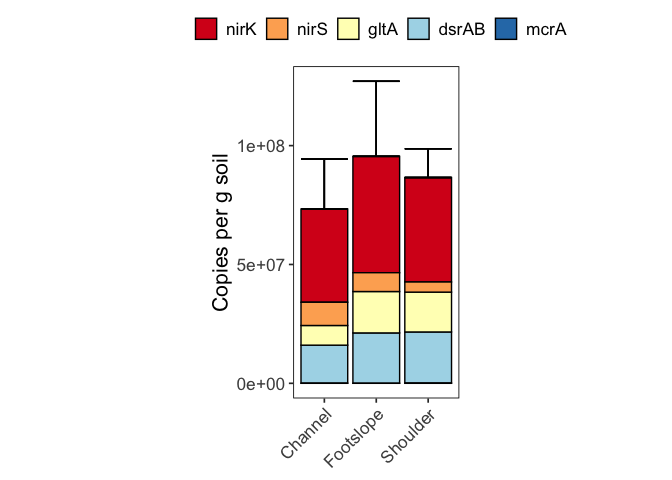 nirK nirS gltA dsrAB mcrA
Copies per g soil
1e+08
5e+07
0e+00
Channel Footslope Shoulder